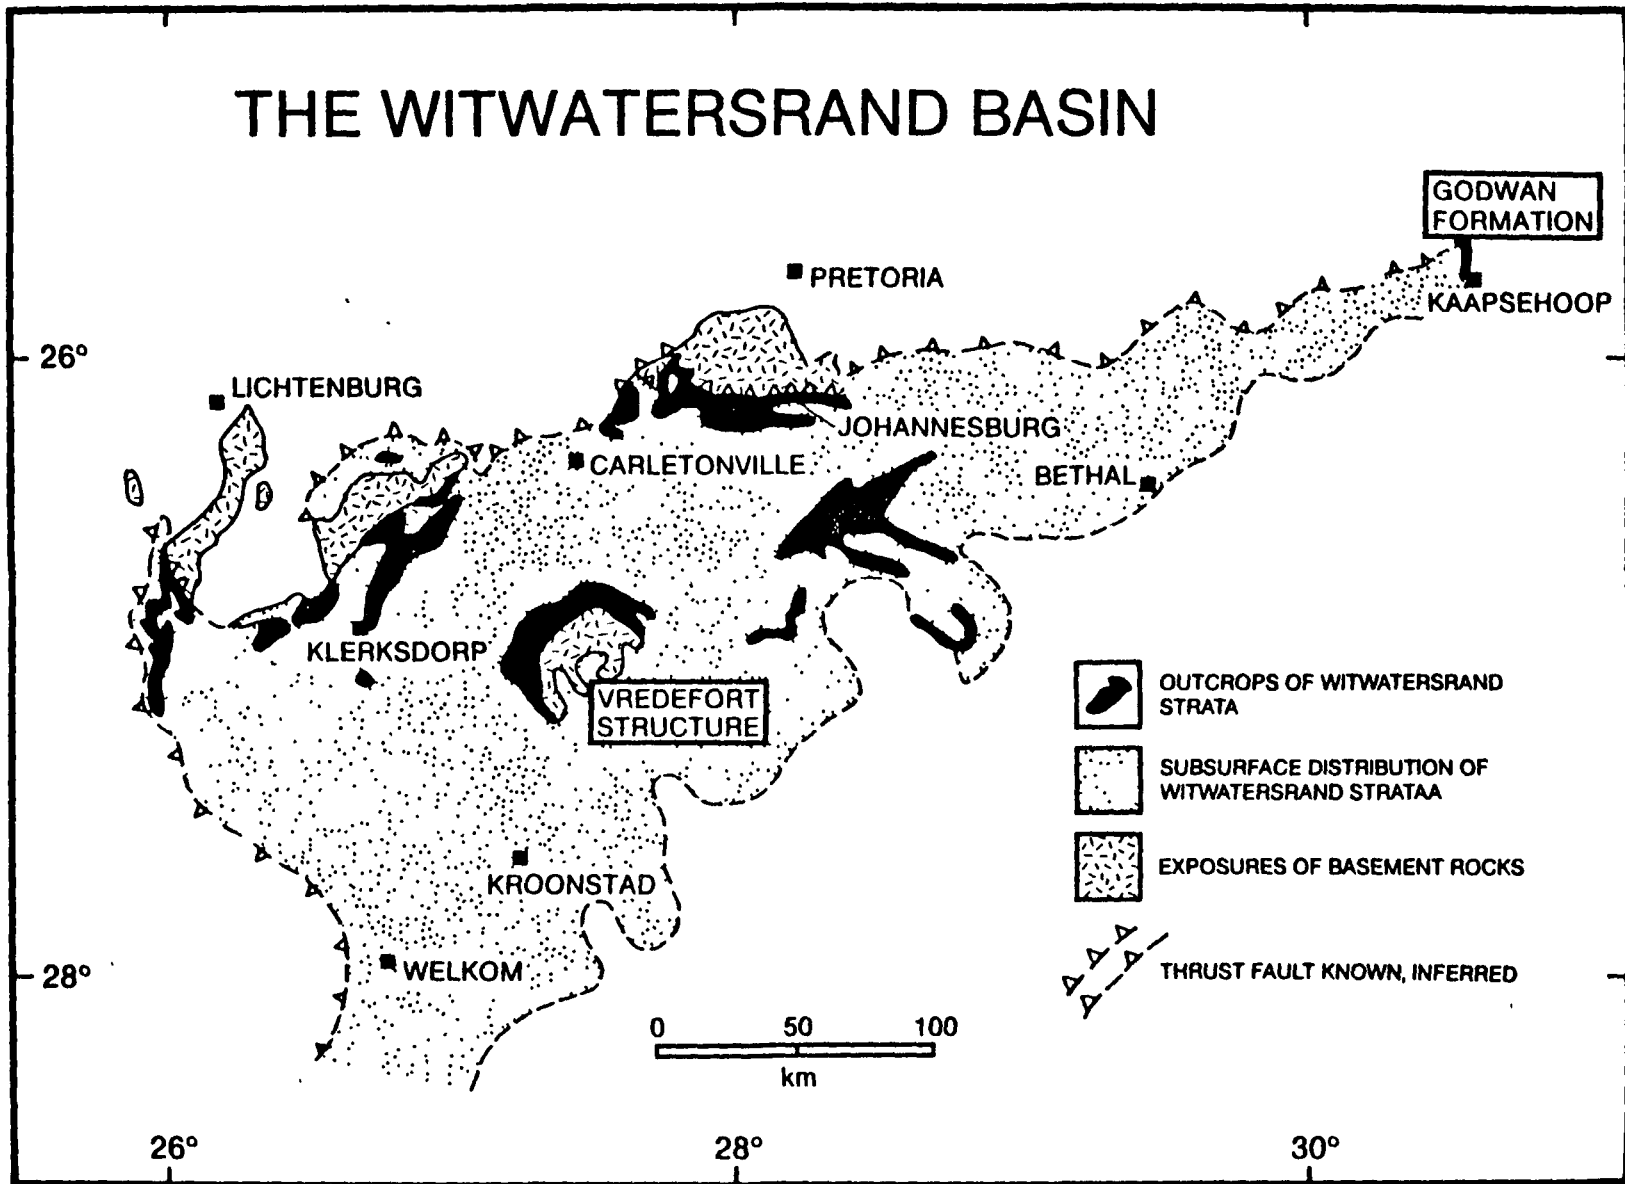 THE WITWATERSRAND BASIN
GODWAN
FORMATION
PRETORIA
KAAPSEHOOP
26°
LICHTENBURG
JOHANNESBURG
CARLETONVILLE
BETHAL
KLERKSDORP
VREDEFORT
STRUCTURE
OUTCROPS OF WITWATERSRAND
STRATA
SUBSURFACE DISTRIBUTION OF
WITWATERSRAND STRATAA
EXPOSURES OF BASEMENT ROCKS
KROONSTAD
28°
WELKOM
THRUST FAULT KNOWN, INFERRED
0 50 100
km
26° 28° 30°